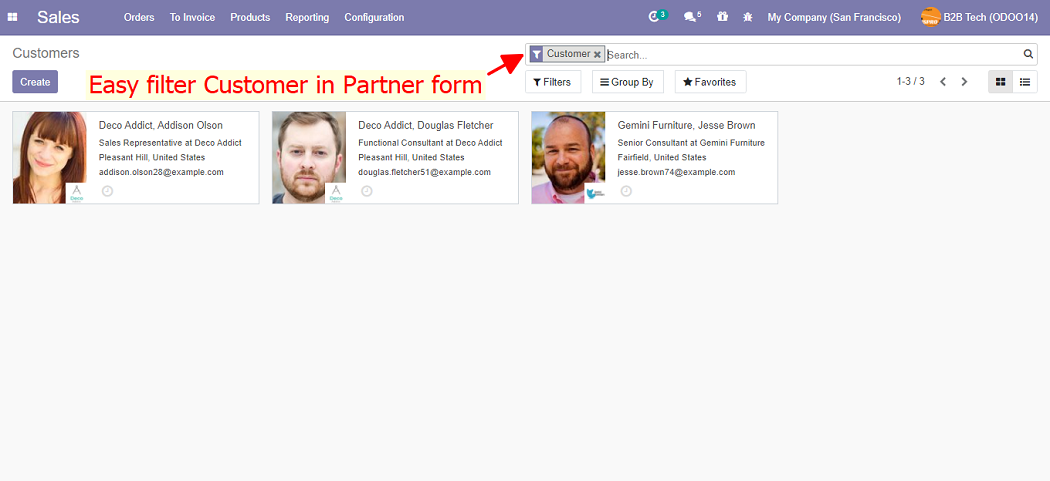 Sales Orders To Invoice Products Reporting Configuration 3 5 My Company (San Francisco) B2B Tech (ODOO14)
Customers
Customer Search...
Create
Easy filter Customer in Partner form
Filters Group By Favorites 1-3 / 3
Deco Addict, Addison Olson
Sales Representative at Deco Addict
Pleasant Hill, United States
addison.olson28@example.com
Deco Addict, Douglas Fletcher
Functional Consultant at Deco Addict
Pleasant Hill, United States
douglas.fletcher51@example.com
Gemini Furniture, Jesse Brown
Senior Consultant at Gemini Furniture
Fairfield, United States
jesse.brown74@example.com